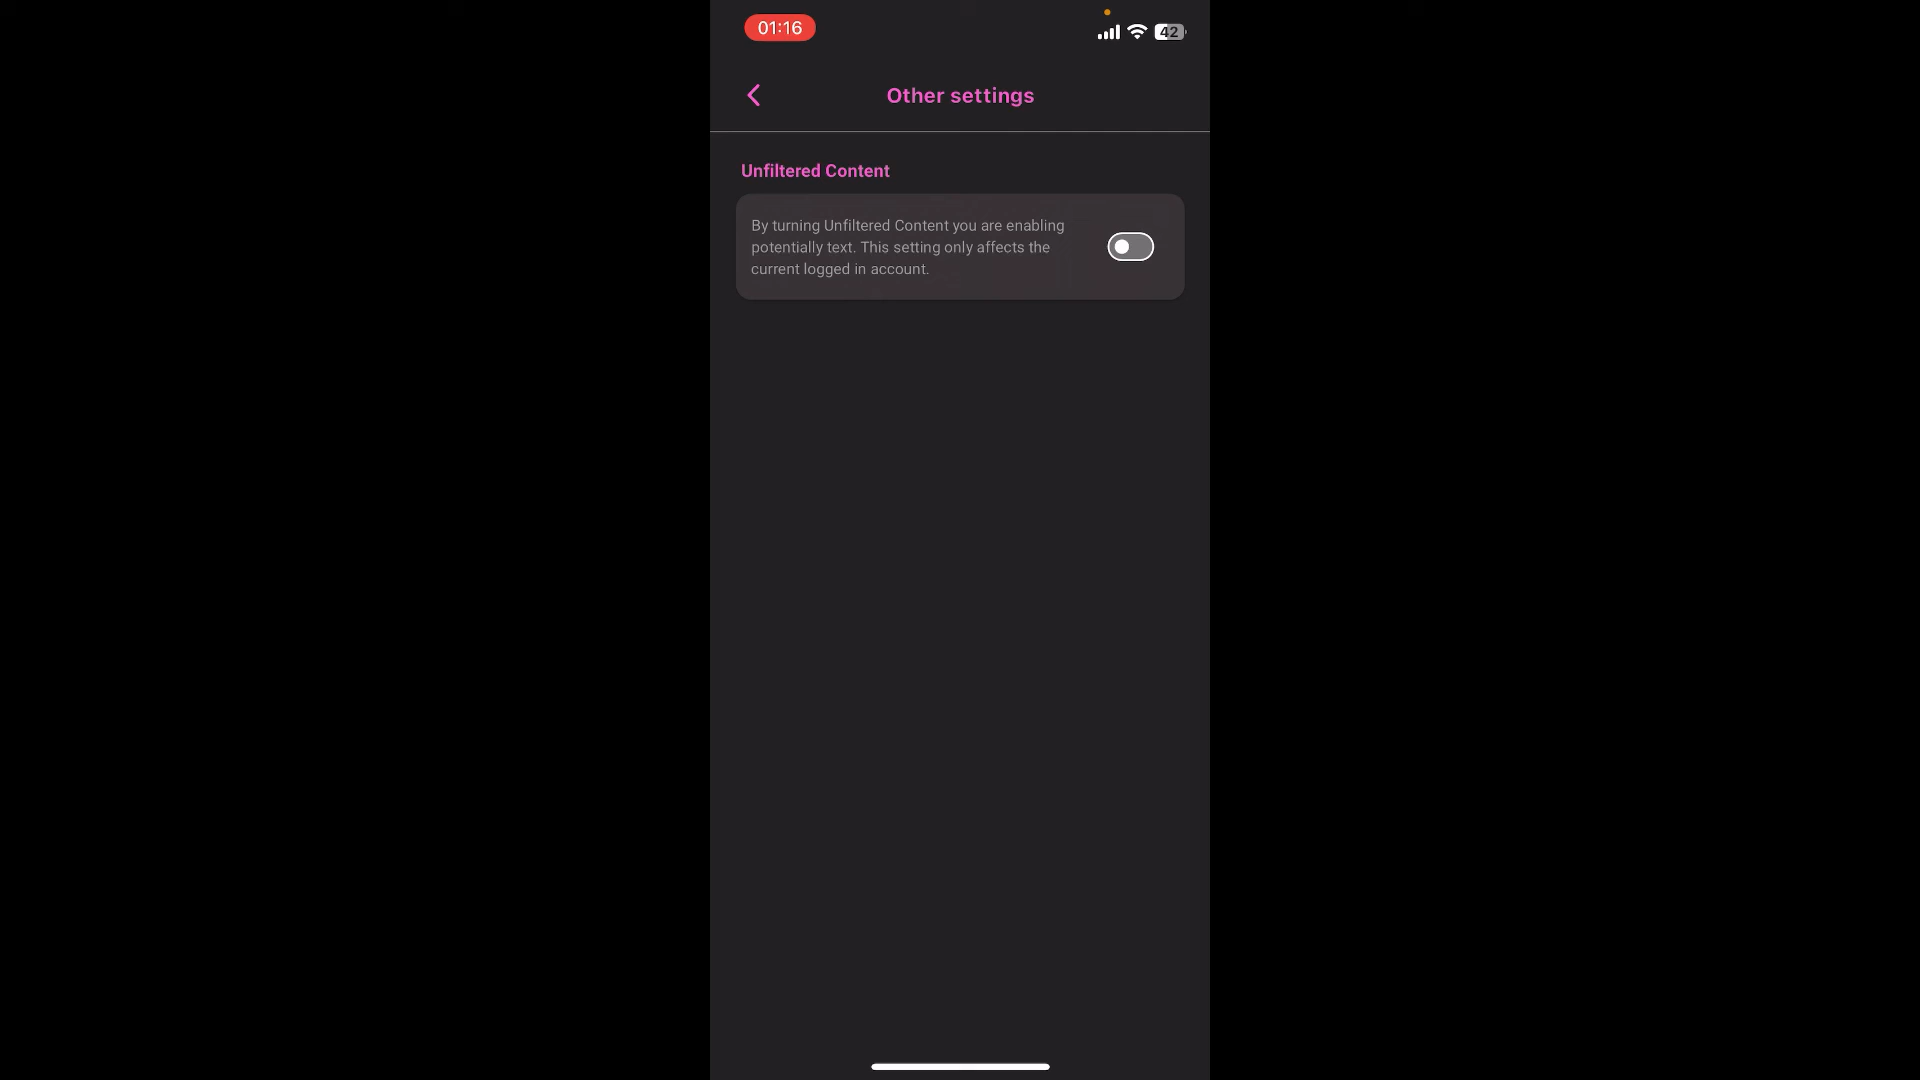 01:16
42
Other settings
Unfiltered Content
By turning Unfiltered Content you are enabling
potentially text. This setting only affects the
current logged in account.